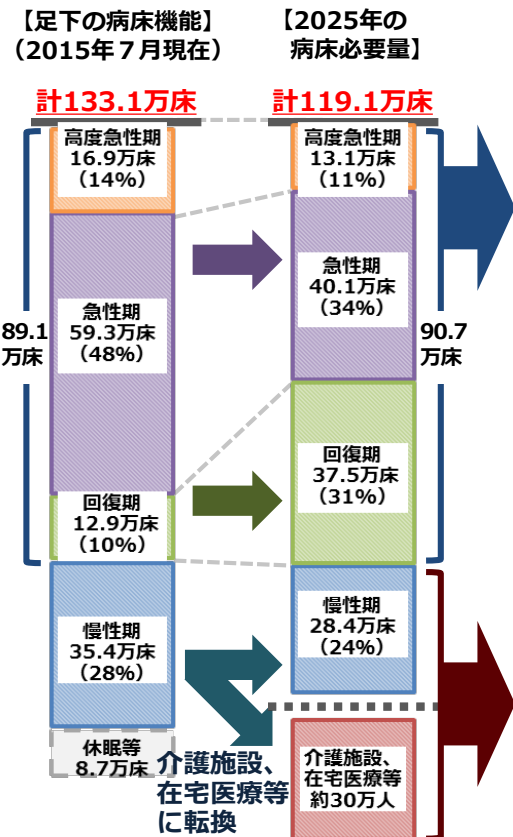 【足下の病床機能】
（2015年７月現在）
計133.1万床
高度急性期
16.9万床
（14%）
急性期
59.3万床
（48%）
回復期
12.9万床
（10%）
89.1
万床
慢性期
35.4万床
（28%）
休眠等
8.7万床
【2025年の
病床必要量】
計119.1万床
高度急性期
13.1万床
（11%）
急性期
40.1万床
（34%）
回復期
37.5万床
（31%）
90.7
万床
慢性期
28.4万床
（24%）
介護施設、
在宅医療等
約30万人
介護施設、
在宅医療等
に転換